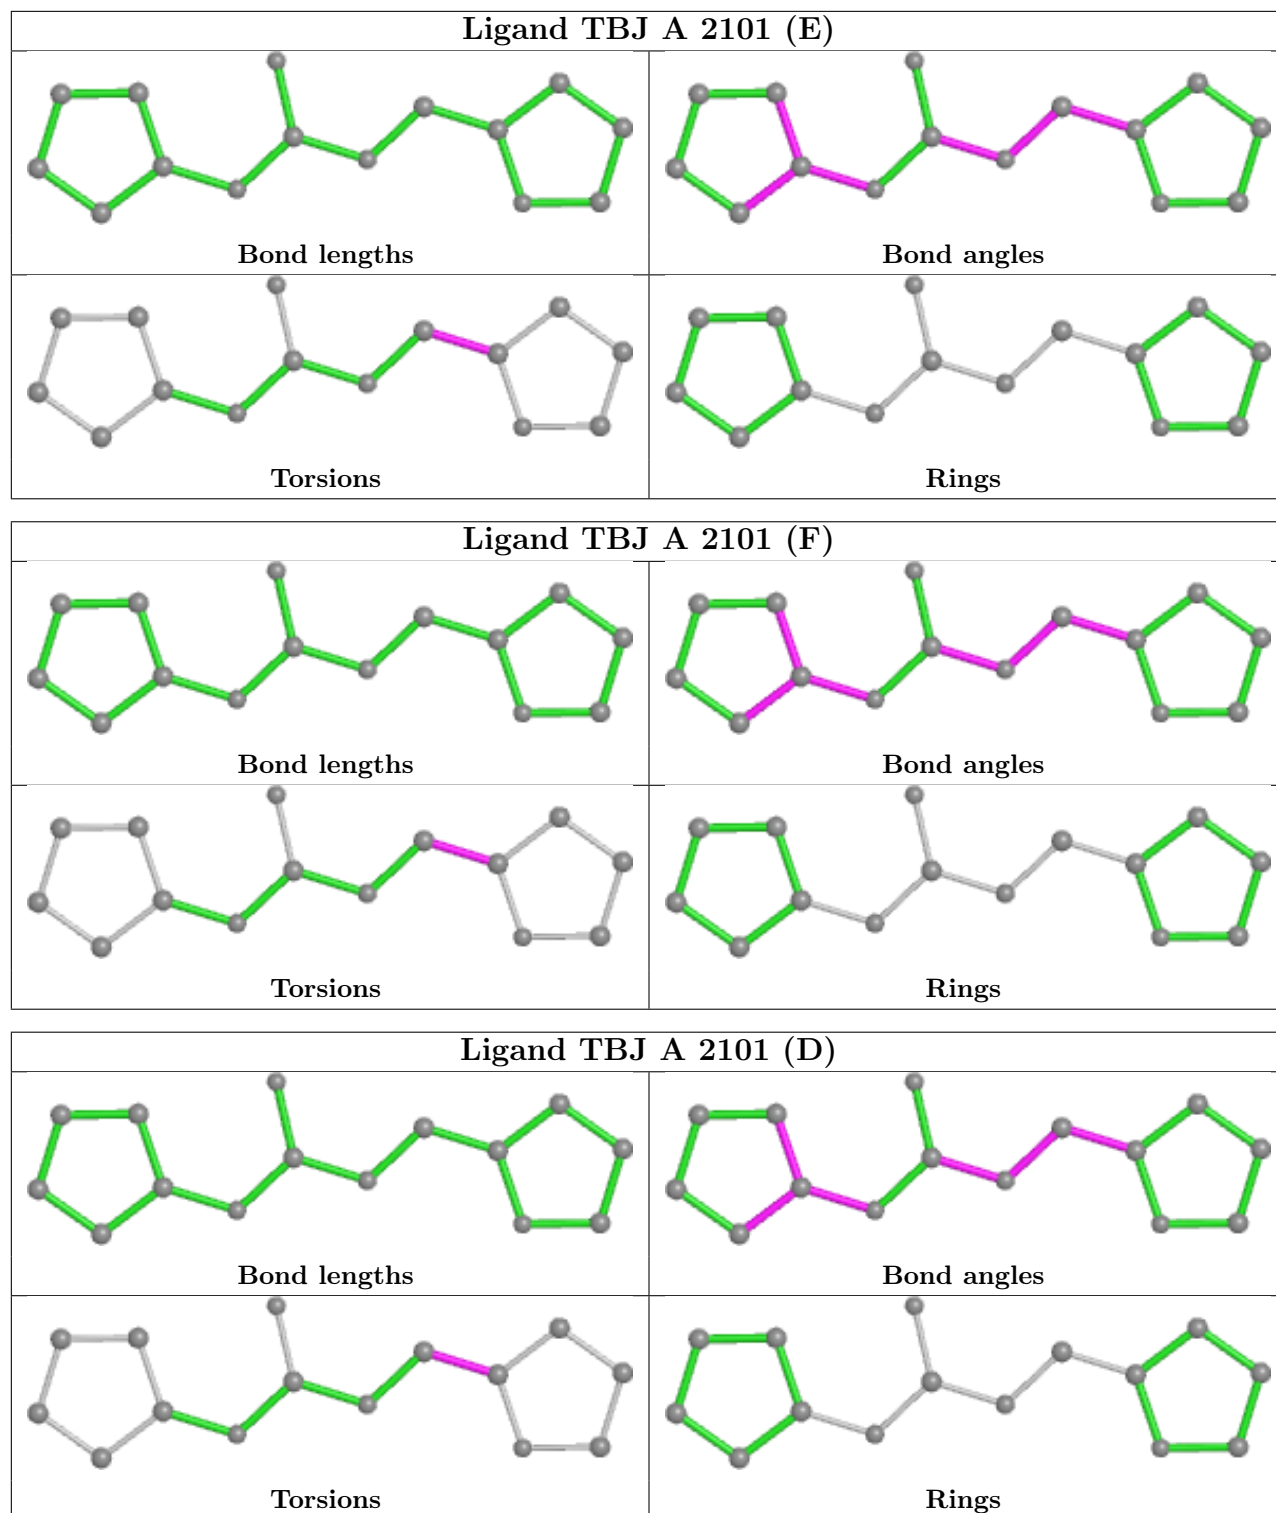 Ligand TBJ A 2101 (E)
Bond lengths
Bond angles
Torsions
Rings
Ligand TBJ A 2101 (F)
Bond lengths
Bond angles
Torsions
Rings
Ligand TBJ A 2101 (D)
Bond lengths
Bond angles
Torsions
Rings